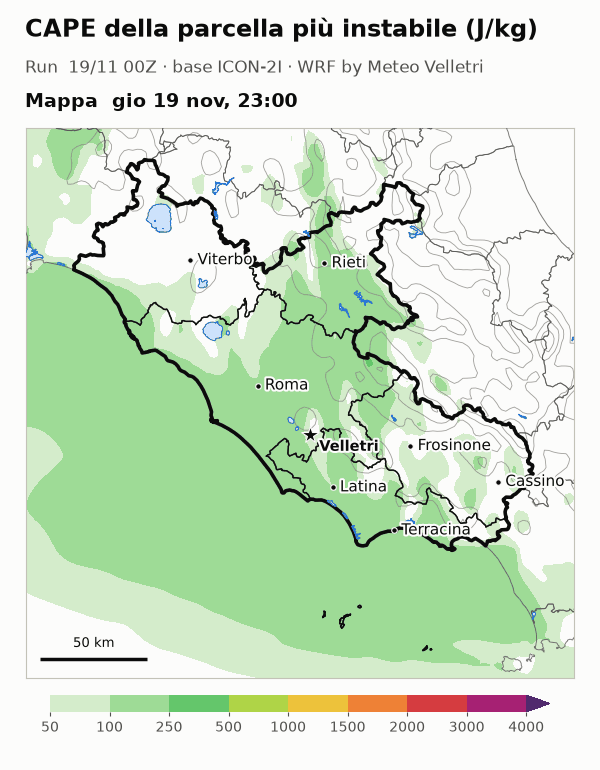 CAPE della parcella più instabile (J/kg)
Run  19/11 00Z · base ICON-2I · WRF by Meteo Velletri
Mappa  gio 19 nov, 23:00
Viterbo
Rieti
Roma
Velletri
Frosinone
Cassino
Latina
Terracina
50 km
50 100 250 500 1000 1500 2000 3000 4000